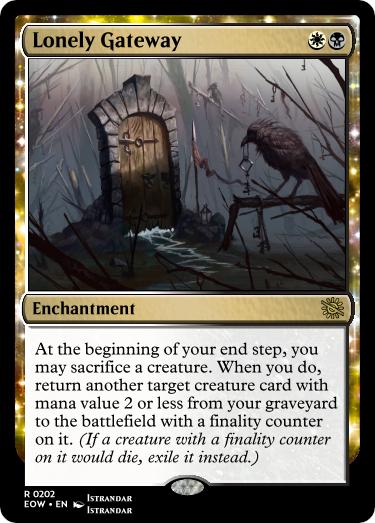 Lonely Gateway
Enchantment
At the beginning of your end step, you
may sacrifice a creature. When you do,
return another target creature card with
mana value 2 or less from your graveyard
to the battlefield with a finality counter
on it. (If a creature with a finality counter
on it would die, exile it instead.)
R 0202
EOW • EN Istrandar
Istrandar